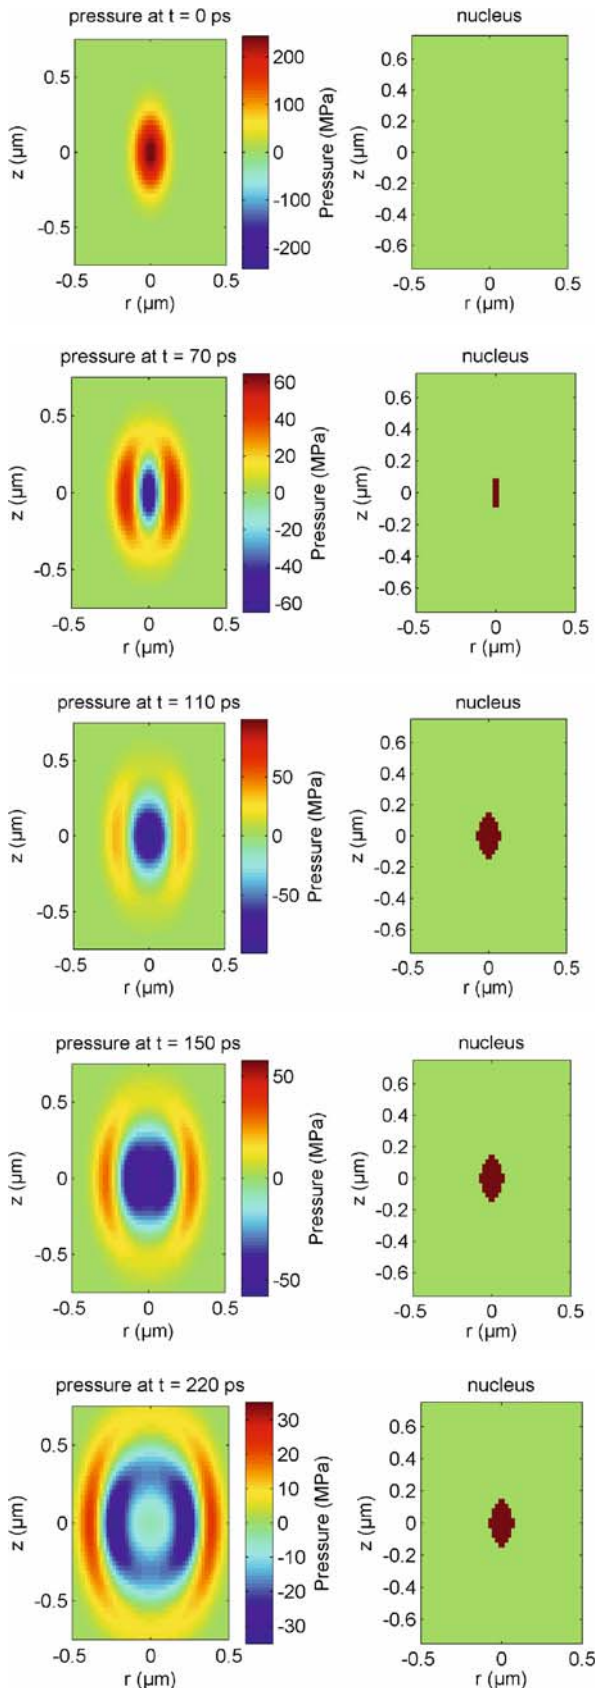 pressure at t = 0 ps
nucleus
0.5
0
-0.5
z (µm)
-0.5 0 0.5
r (µm)
200
100
0
-100
-200
Pressure (MPa)
0.6
0.4
0.2
0
-0.2
-0.4
-0.6
z (µm)
-0.5 0 0.5
r (µm)
pressure at t = 70 ps
nucleus
0.5
0
-0.5
z (µm)
-0.5 0 0.5
r (µm)
60
40
20
0
-20
-40
-60
Pressure (MPa)
0.6
0.4
0.2
0
-0.2
-0.4
-0.6
z (µm)
-0.5 0 0.5
r (µm)
pressure at t = 110 ps
nucleus
0.5
0
-0.5
z (µm)
-0.5 0 0.5
r (µm)
50
0
-50
Pressure (MPa)
0.6
0.4
0.2
0
-0.2
-0.4
-0.6
z (µm)
-0.5 0 0.5
r (µm)
pressure at t = 150 ps
nucleus
0.5
0
-0.5
z (µm)
-0.5 0 0.5
r (µm)
50
0
-50
Pressure (MPa)
0.6
0.4
0.2
0
-0.2
-0.4
-0.6
z (µm)
-0.5 0 0.5
r (µm)
pressure at t = 220 ps
nucleus
0.5
0
-0.5
z (µm)
-0.5 0 0.5
r (µm)
30
20
10
0
-10
-20
-30
Pressure (MPa)
0.6
0.4
0.2
0
-0.2
-0.4
-0.6
z (µm)
-0.5 0 0.5
r (µm)